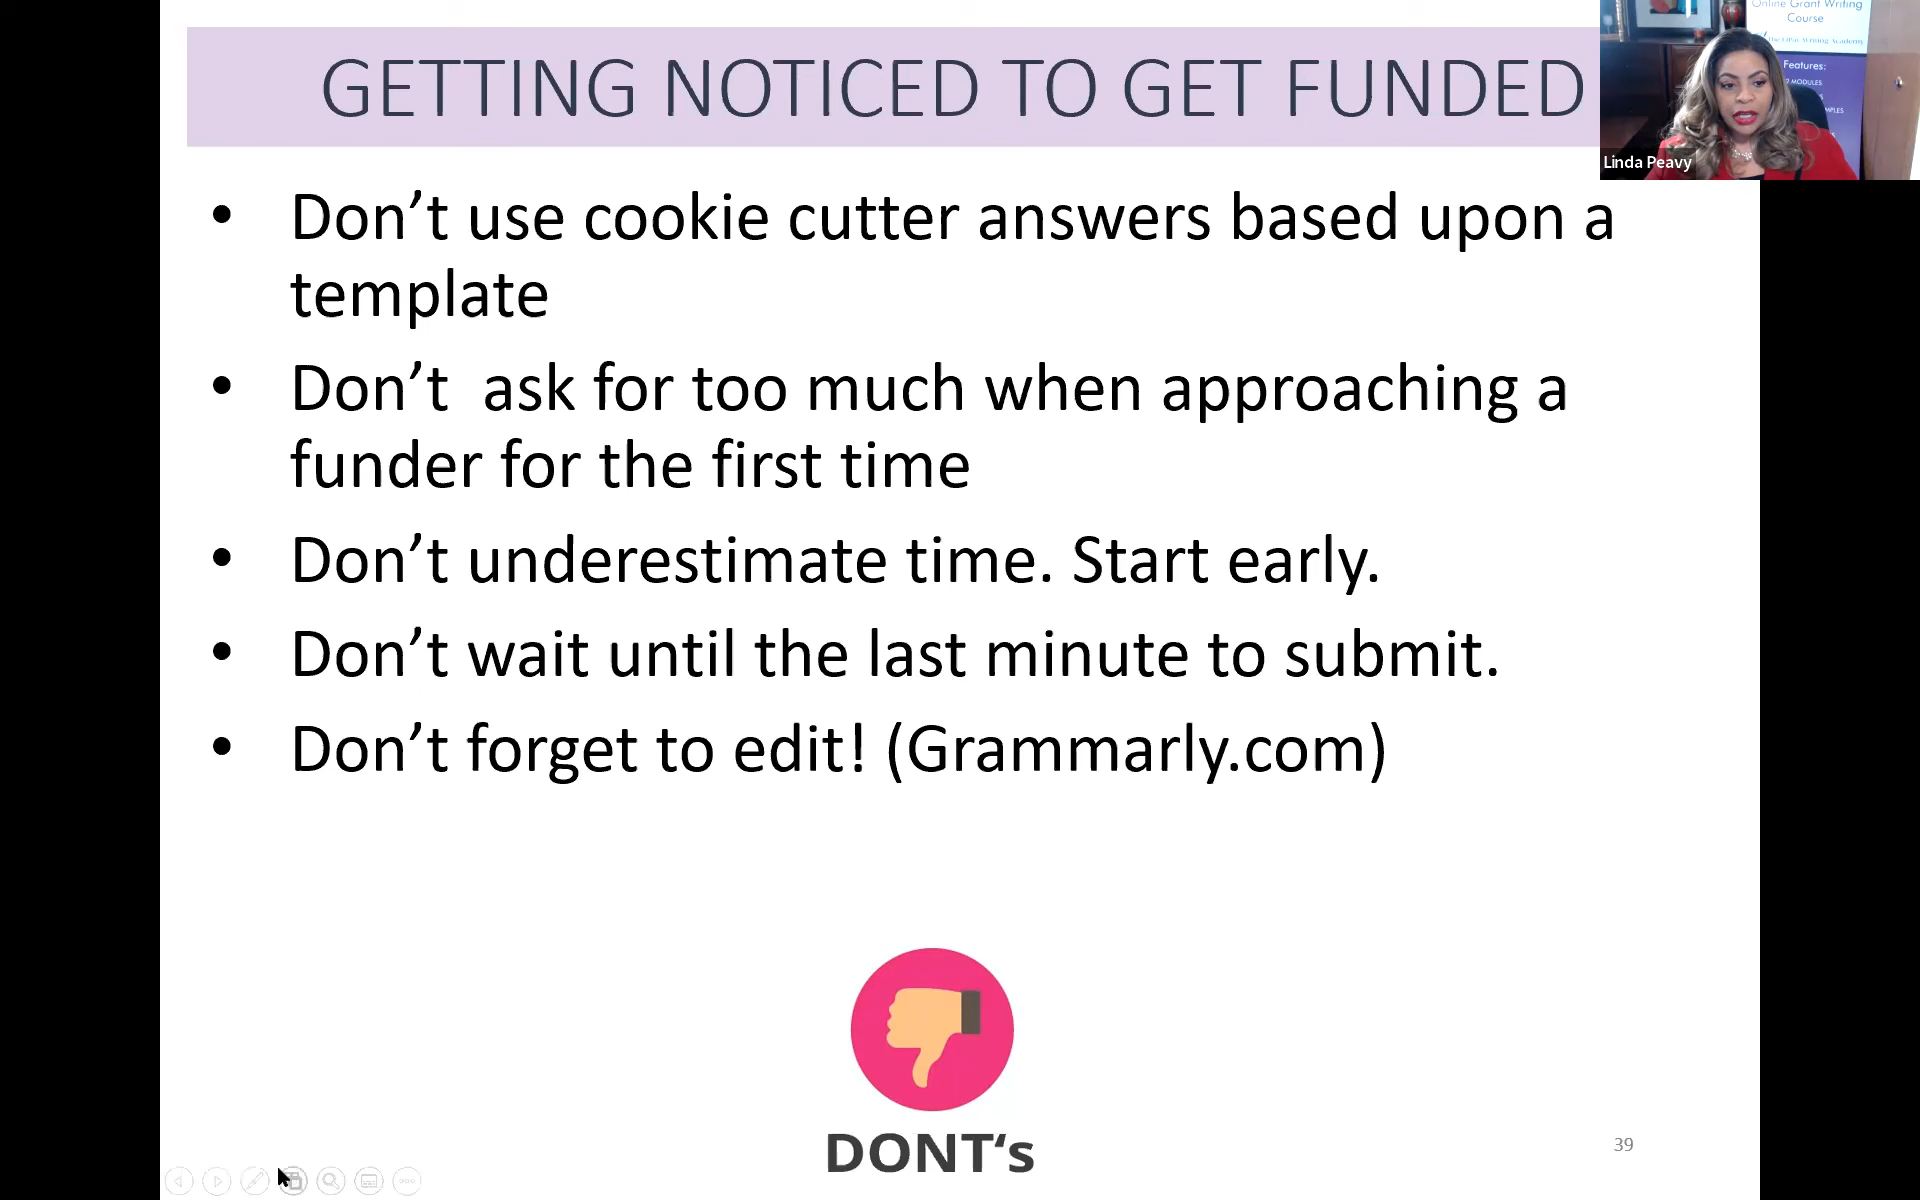 GETTING NOTICED TO GET FUNDED
Online Grant Writing
Course
Features:
MODULES
Linda Peavy
• Don’t use cookie cutter answers based upon a
template
• Don’t  ask for too much when approaching a
funder for the first time
• Don’t underestimate time. Start early.
• Don’t wait until the last minute to submit.
• Don’t forget to edit! (Grammarly.com)
DONT‘s
39